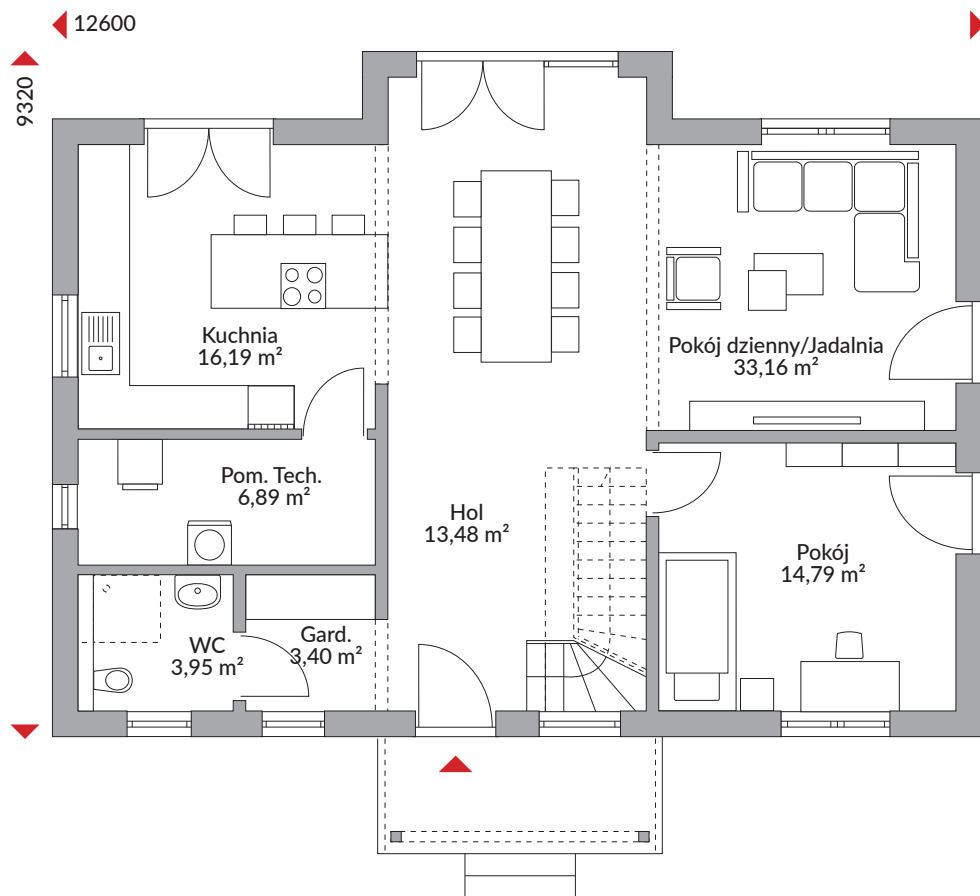 12600
9320
Kuchnia
16,19 m²
Pokój dzienny/Jadalnia
33,16 m²
Pom. Tech.
6,89 m²
Hol
13,48 m²
Pokój
14,79 m²
WC
3,95 m²
Gard.
3,40 m²